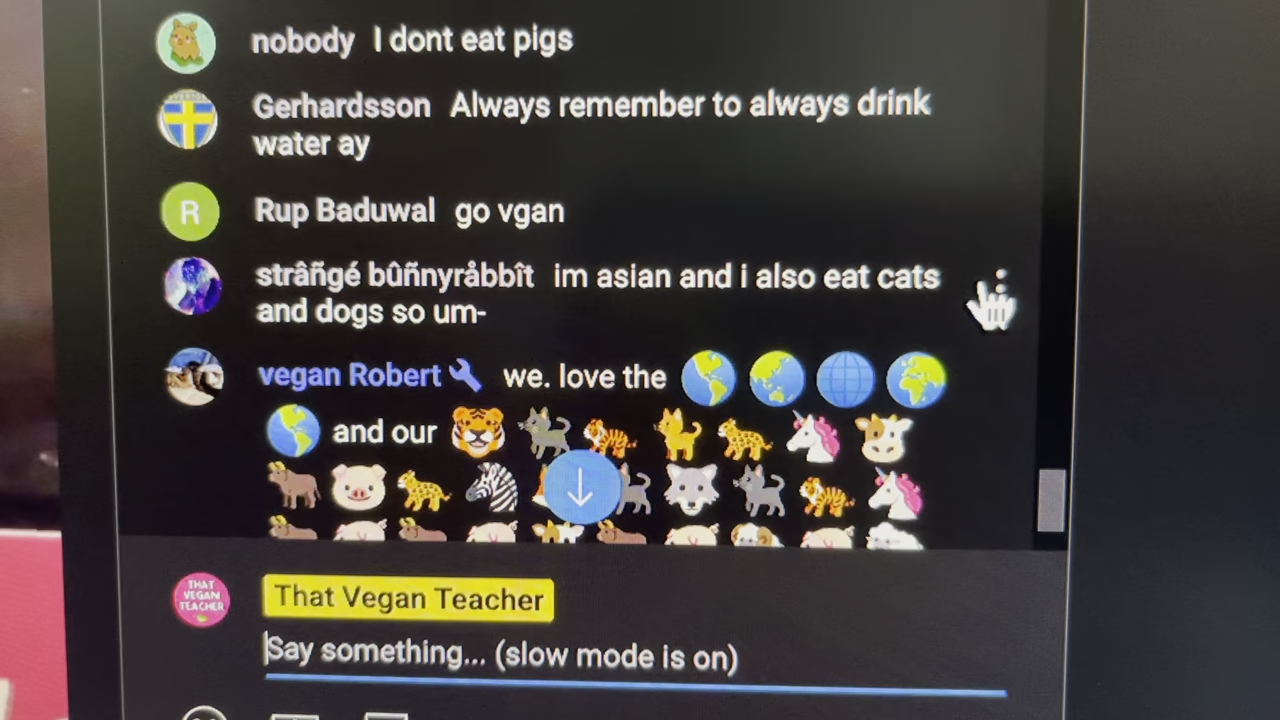 nobody I dont eat pigs
Gerhardsson Always remember to always drink
water ay
R
Rup Baduwal go vgan
strâñgé bûñnyråbbît im asian and i also eat cats
and dogs so um-
vegan Robert we. love the 🌎 🌏 🌐 🌍
🌎 and our 🐯 🐈‍⬛ 🐅 🐈 🐆 🦄 🐮
THAT
VEGAN
TEACHER
That Vegan Teacher
Say something... (slow mode is on)